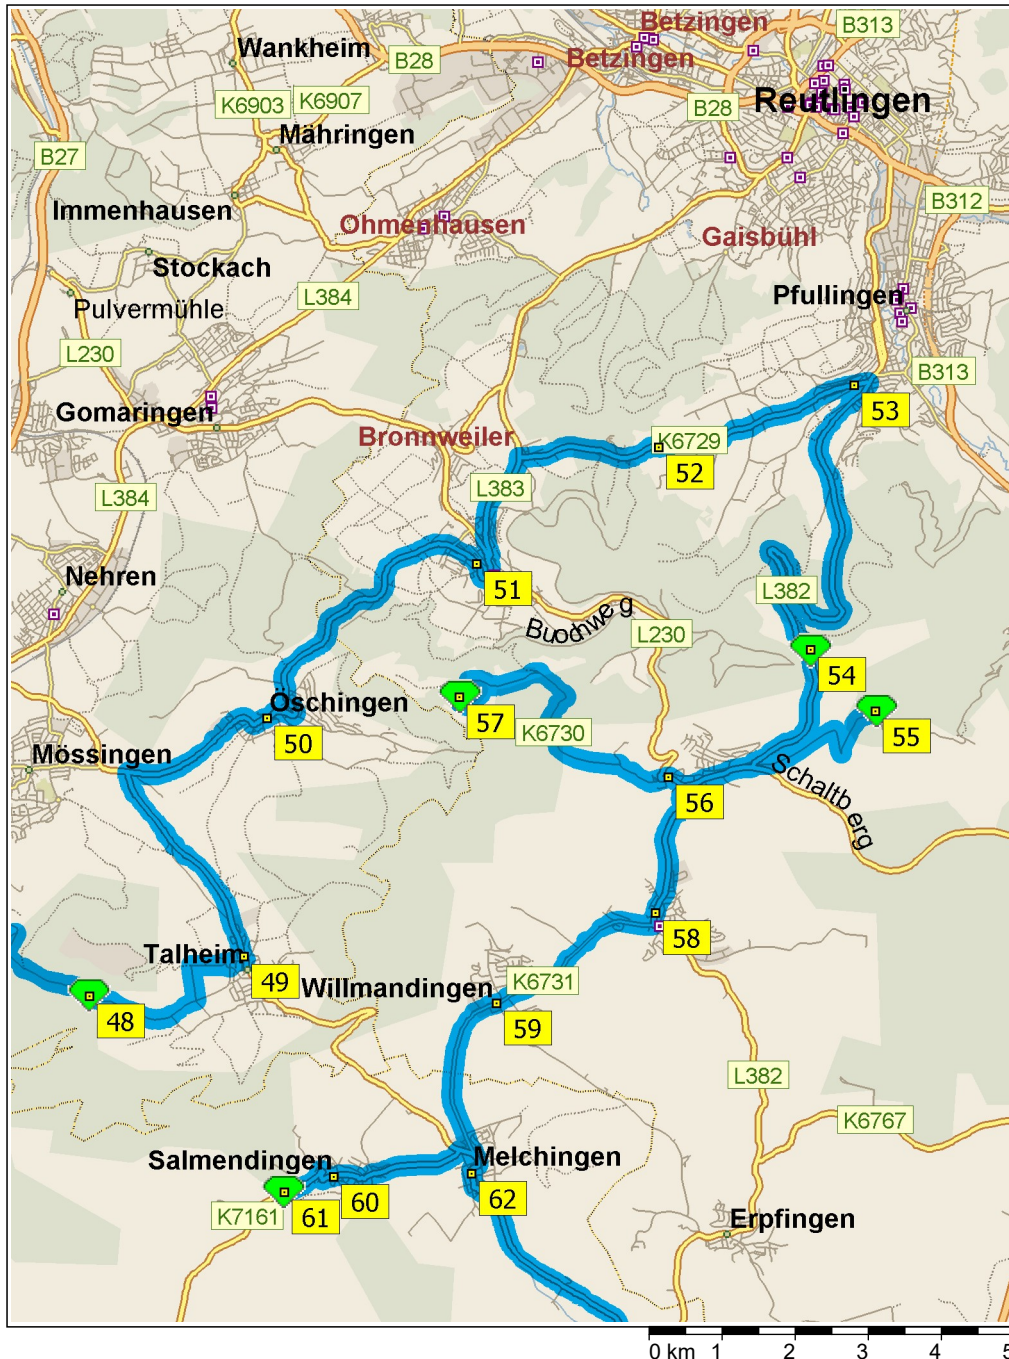 Betzingen
B313
Wankheim
B28
Betzingen
K6903
K6907
B28
Reutlingen
Mähringen
B27
Immenhausen
B312
Ohmenhausen
Gaisbühl
Stockach
L384
Pfullingen
Pulvermühle
L230
B313
53
Gomaringen
Bronnweiler
K6729
52
L384
L383
Nehren
51
L382
Buochweg
L230
54
Öschingen
57
55
50
K6730
Mössingen
Schaltberg
56
58
Talheim
49
Willmandingen
K6731
48
59
L382
K6767
Salmendingen
Melchingen
60
62
K7161
61
Erpfingen
0 km 1 2 3 4 5